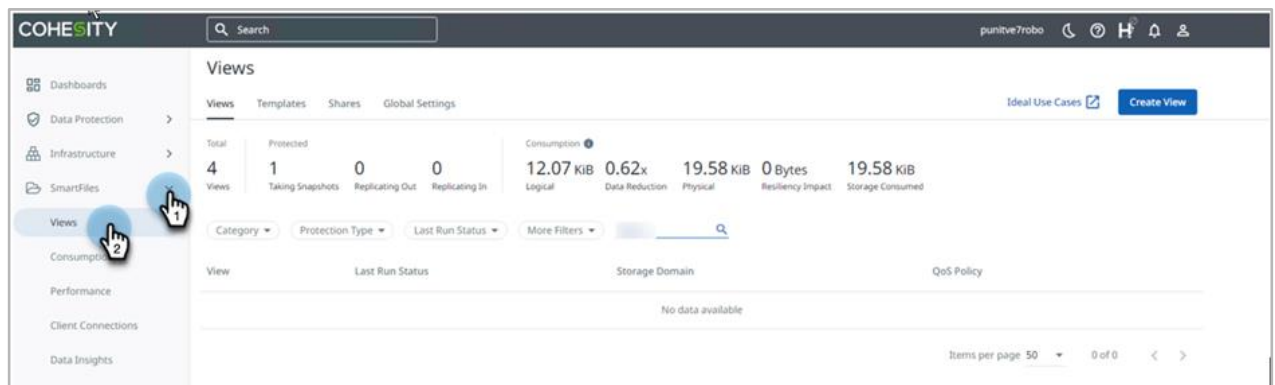 COHESITY
Search
punitve7robo
H
Dashboards
Data Protection
Infrastructure
SmartFiles
1
Views
2
Consumptio
Performance
Client Connections
Data Insights
Views
Views Templates Shares Global Settings
Ideal Use Cases
Create View
Total Protected Consumption
4 1 0 0 12.07 KiB 0.62x 19.58 KiB 0 Bytes 19.58 KiB
Views Taking Snapshots Replicating Out Replicating In Logical Data Reduction Physical Resiliency Impact Storage Consumed
Category Protection Type Last Run Status More Filters
View Last Run Status Storage Domain QoS Policy
No data available
Items per page 50 0 of 0